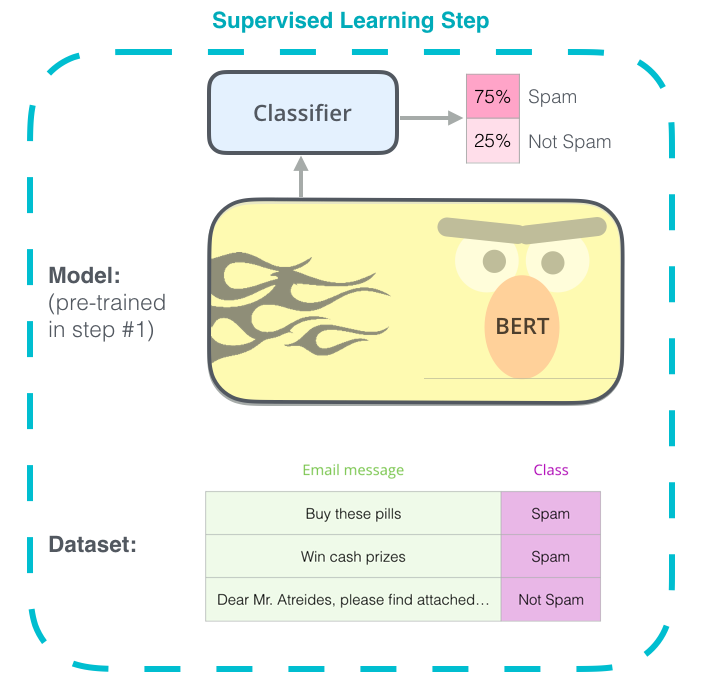 Supervised Learning Step
Classifier
75% Spam
25% Not Spam
Model:
(pre-trained
in step #1)
BERT
Email message Class
Dataset:
Buy these pills Spam
Win cash prizes Spam
Dear Mr. Atreides, please find attached... Not Spam